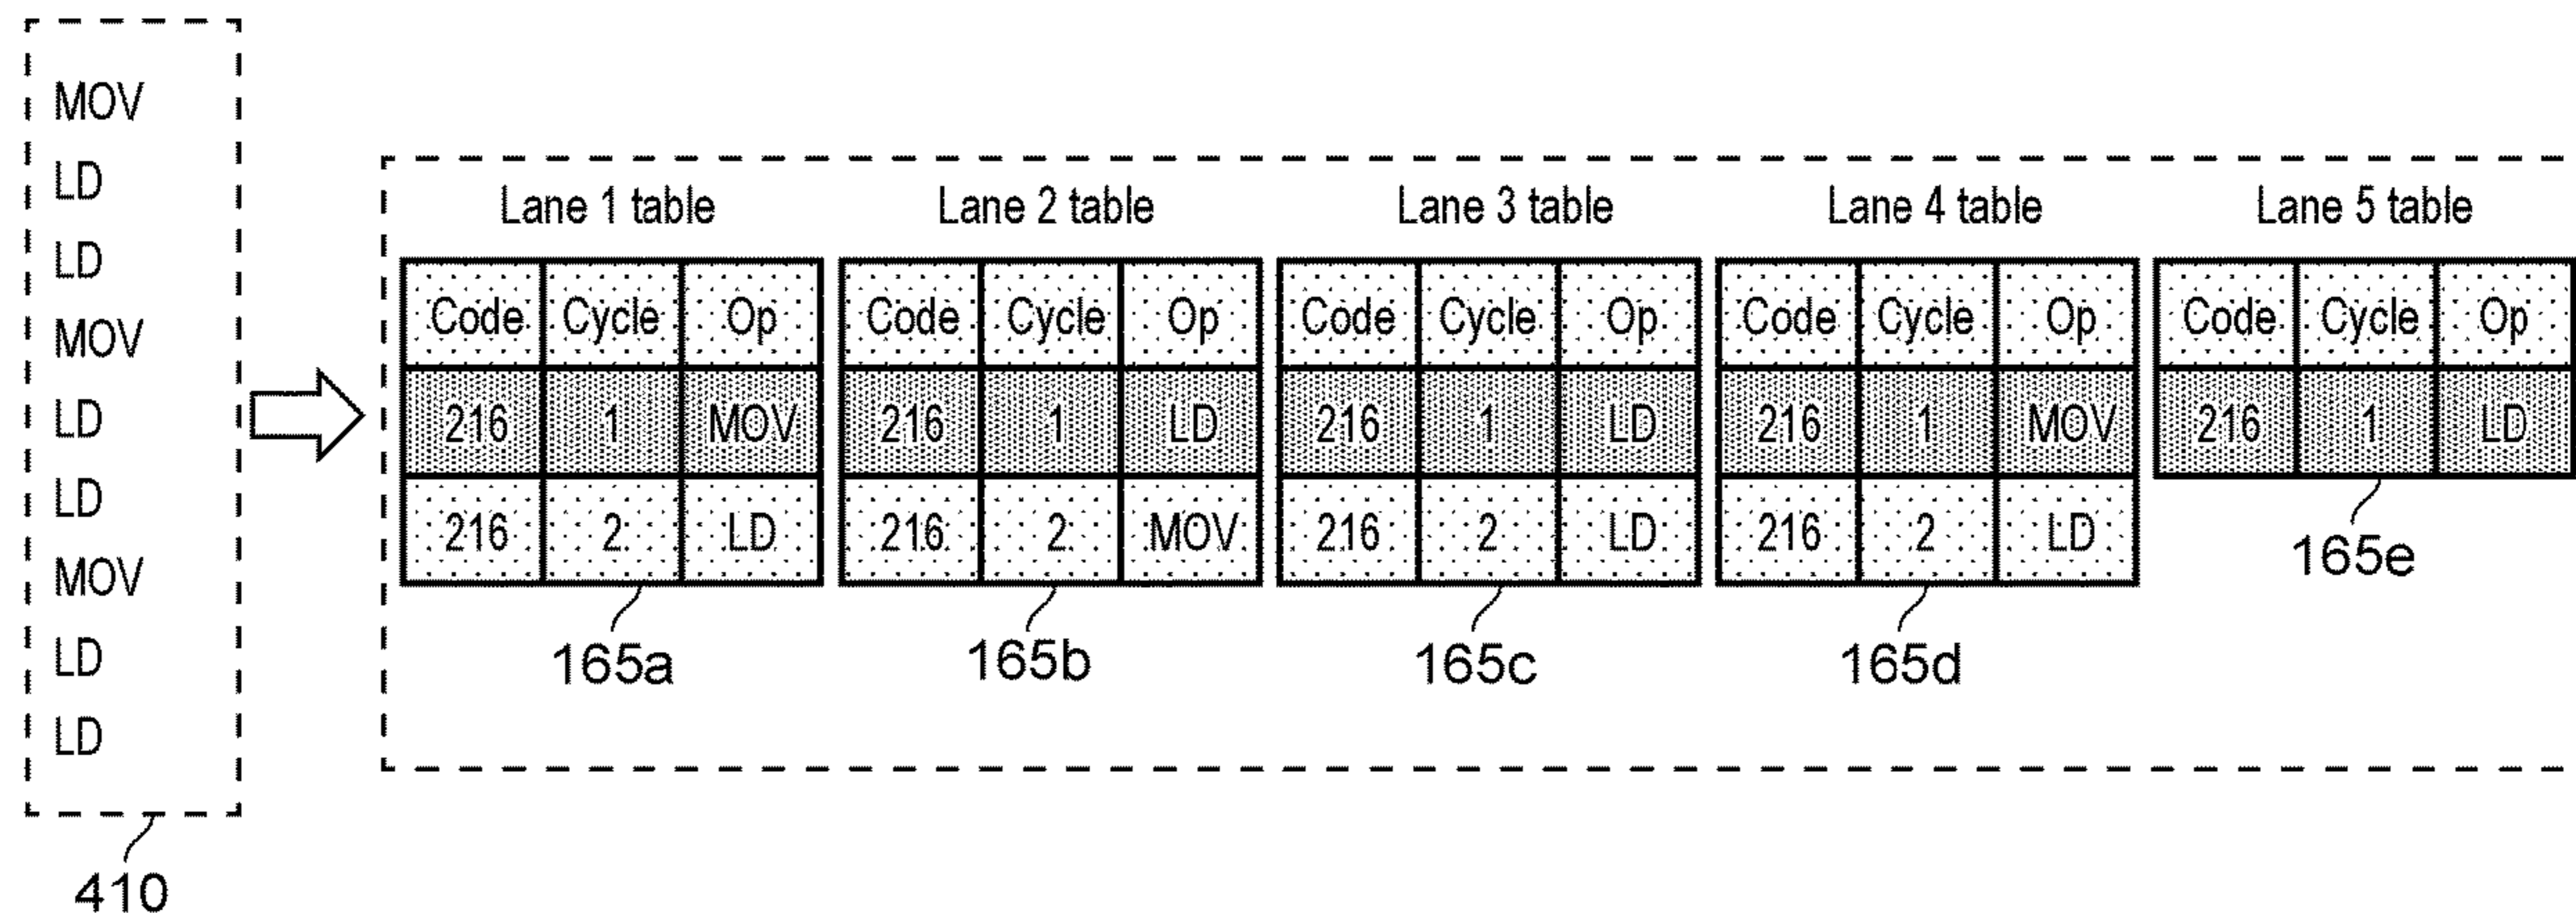 MOV
LD
LD
MOV
LD
LD
MOV
LD
LD
410
Lane 1 table Lane 2 table Lane 3 table Lane 4 table Lane 5 table
Code Cycle Op Code Cycle Op Code Cycle Op Code Cycle Op Code Cycle Op
216 1 MOV 216 1 LD 216 1 LD 216 1 MOV 216 1 LD
216 2 LD 216 2 MOV 216 2 LD 216 2 LD
165a 165b 165c 165d 165e